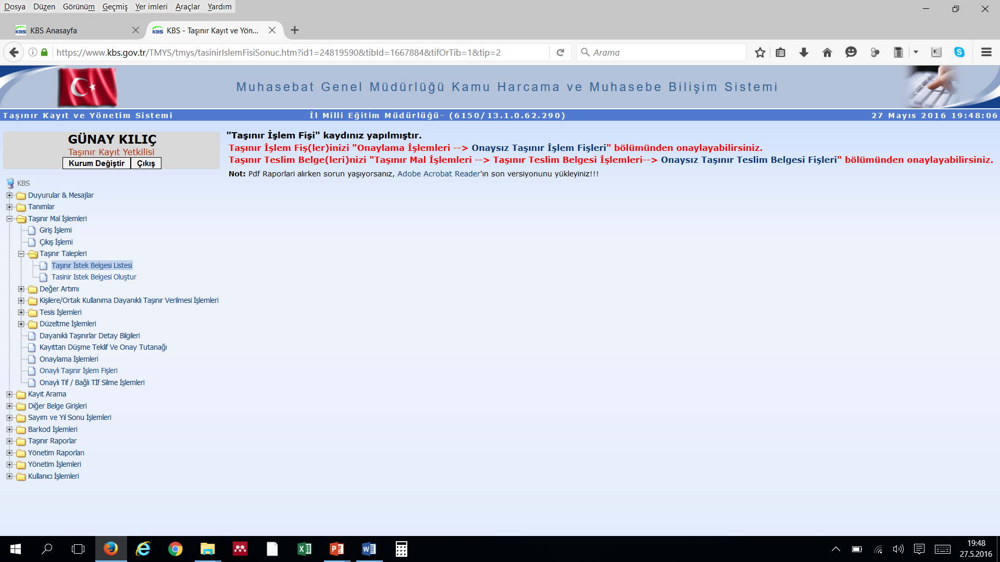 Dosya Düzen Görünüm Geçmiş Yer imleri Araçlar Yardım
KBS Anasayfa
KBS - Taşınır Kayıt ve Yön...
https://www.kbs.gov.tr/TMYS/tmys/tasinirIslemFisiSonuc.htm?id1=24819590&tibId=1667884&tifOrTib=1&tip=2
Arama
Muhasebat Genel Müdürlüğü Kamu Harcama ve Muhasebe Bilişim Sistemi
Taşınır Kayıt ve Yönetim Sistemi
İl Milli Eğitim Müdürlüğü- (6150/13.1.0.62.290)
27 Mayıs 2016 19:48:06
GÜNAY KILIÇ
Taşınır Kayıt Yetkilisi
Kurum Değiştir Çıkış
"Taşınır İşlem Fişi" kaydınız yapılmıştır.
Taşınır İşlem Fiş(ler)inizi "Onaylama İşlemleri --> Onaysız Taşınır İşlem Fişleri" bölümünden onaylayabilirsiniz.
Taşınır Teslim Belge(leri)nizi "Taşınır Mal İşlemleri --> Taşınır Teslim Belgesi İşlemleri--> Onaysız Taşınır Teslim Belgesi Fişleri" bölümünden onaylayabilirsiniz.
Not: Pdf Raporlari alırken sorun yaşıyorsanız, Adobe Acrobat Reader'ın son versiyonunu yükleyiniz!!!
KBS
Duyurular & Mesajlar
Tanımlar
Taşınır Mal İşlemleri
Giriş İşlemi
Çıkış İşlemi
Taşınır Talepleri
Taşınır İstek Belgesi Listesi
Tasinir Istek Belgesi Oluştur
Değer Artımı
Kişilere/Ortak Kullanıma Dayanıklı Taşınır Verilmesi İşlemleri
Tesis İşlemleri
Düzeltme İşlemleri
Dayanıklı Taşınırlar Detay Bilgileri
Kayıttan Düşme Teklif Ve Onay Tutanağı
Onaylama İşlemleri
Onaylı Taşınır İşlem Fişleri
Onaylı Tif / Bağlı Tİf Silme İşlemleri
Kayıt Arama
Diğer Belge Girişleri
Sayım ve Yıl Sonu İşlemleri
Barkod İşlemleri
Taşınır Raporlar
Yönetim Raporları
Yönetim İşlemleri
Kullanıcı İşlemleri
19:48
27.5.2016